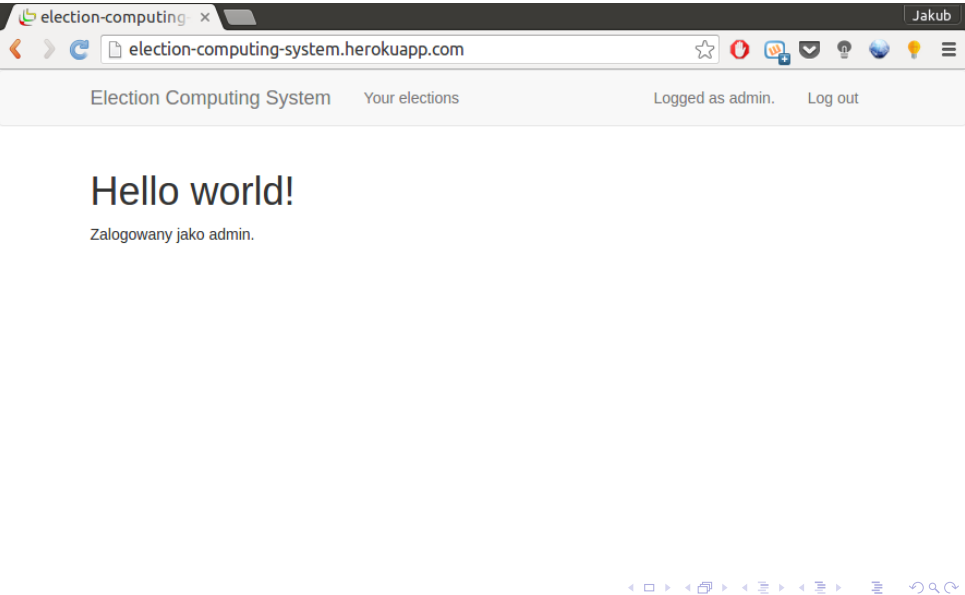 election-computing-
Jakub
election-computing-system.herokuapp.com
Election Computing System Your elections Logged as admin. Log out
Hello world!
Zalogowany jako admin.